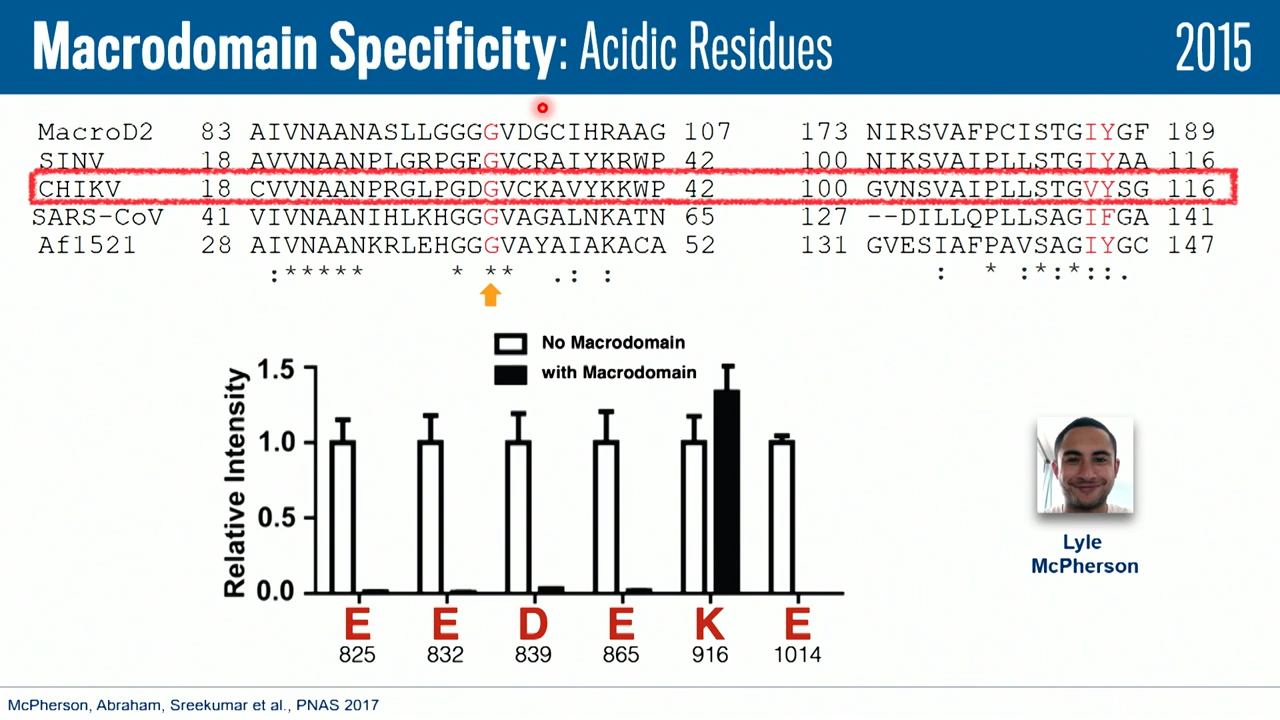 Macrodomain Specificity: Acidic Residues 2015
MacroD2 83 AIVNAANASLLGGGGVDGCIHRAAG 107 173 NIRSVAFPCISTGIYGF 189
SINV 18 AVVNAANPLGRPGEGVCRAIYKRWP 42 100 NIKSVAIPLLSTGIYAA 116
CHIKV 18 CVVNAANPRGLPGDGVCKAVYKKWP 42 100 GVNSVAIPLLSTGVYSG 116
SARS-CoV 41 VIVNAANIHLKHGGGVAGALNKATN 65 127 --DILLQPLLSAGIFGA 141
Af1521 28 AIVNAANKRLEHGGGVAYAIAKACA 52 131 GVESIAFPAVSAGIYGC 147
:***** * ** .: : : * :*:*::.
No Macrodomain
with Macrodomain
Relative Intensity
1.5
1.0
0.5
0.0
E E D E K E
825 832 839 865 916 1014
Lyle
McPherson
McPherson, Abraham, Sreekumar et al., PNAS 2017